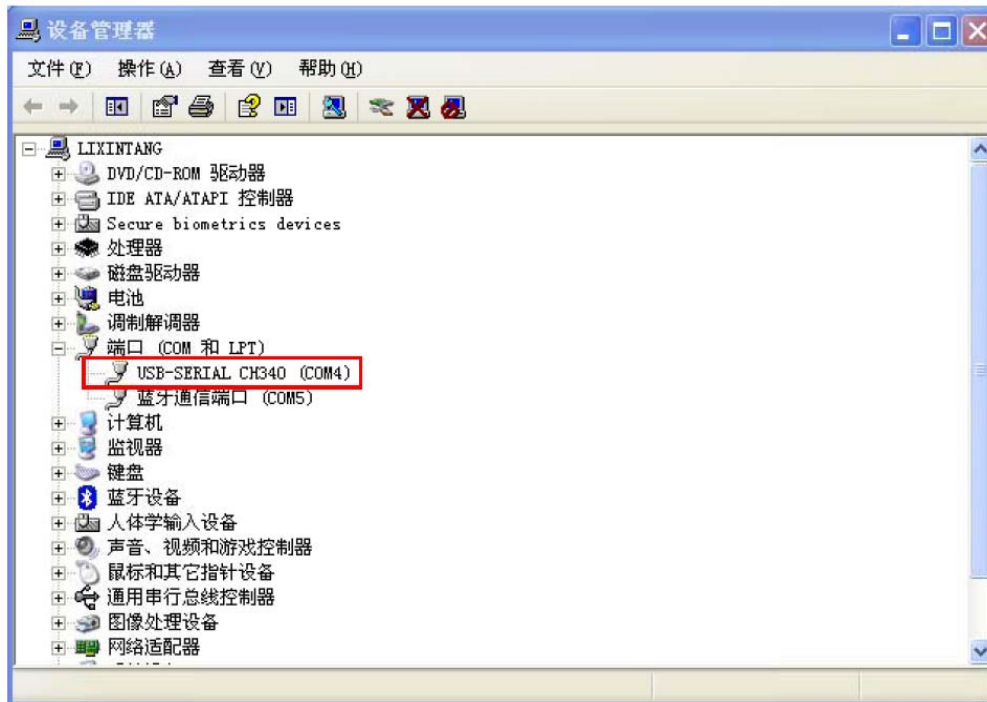 设备管理器
文件(F) 操作(A) 查看(V) 帮助(H)
LIXINTANG
DVD/CD-ROM 驱动器
IDE ATA/ATAPI 控制器
Secure biometrics devices
处理器
磁盘驱动器
电池
调制解调器
端口 (COM 和 LPT)
USB-SERIAL CH340 (COM4)
蓝牙通信端口 (COM5)
计算机
监视器
键盘
蓝牙设备
人体学输入设备
声音、视频和游戏控制器
鼠标和其它指针设备
通用串行总线控制器
图像处理设备
网络适配器